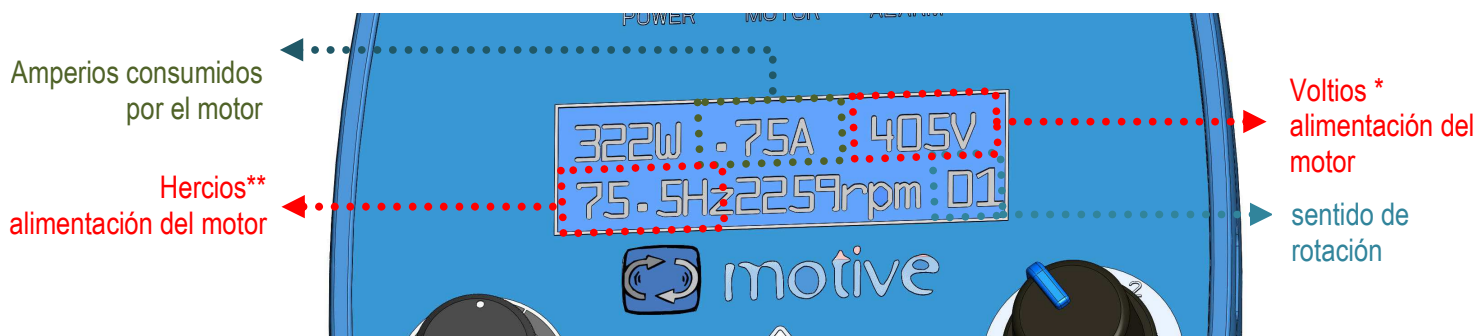 POWER MOTOR ALARM
Amperios consumidos
por el motor
322W .75A 405V
75.5Hz2259rpm 01
Voltios *
alimentación del
motor
Hercios**
alimentación del motor
sentido de
rotación
motive
2